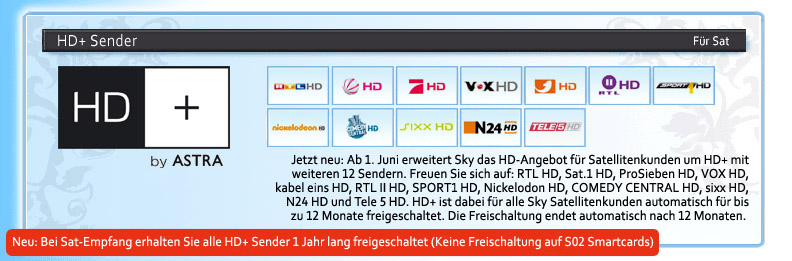 HD+ Sender
Für Sat
HD +
by ASTRA
RTL HD
HD
HD
VOX HD
HD
RTL II HD
SPORT1 HD
nickelodeon HD
COMEDY CENTRAL HD
SIXX HD
N24 HD
TELE 5 HD
Jetzt neu: Ab 1. Juni erweitert Sky das HD-Angebot für Satellitenkunden um HD+ mit
weiteren 12 Sendern. Freuen Sie sich auf: RTL HD, Sat.1 HD, ProSieben HD, VOX HD,
kabel eins HD, RTL II HD, SPORT1 HD, Nickelodon HD, COMEDY CENTRAL HD, sixx HD,
N24 HD und Tele 5 HD. HD+ ist dabei für alle Sky Satellitenkunden automatisch für bis
zu 12 Monate freigeschaltet. Die Freischaltung endet automatisch nach 12 Monaten.
Neu: Bei Sat-Empfang erhalten Sie alle HD+ Sender 1 Jahr lang freigeschaltet (Keine Freischaltung auf S02 Smartcards)